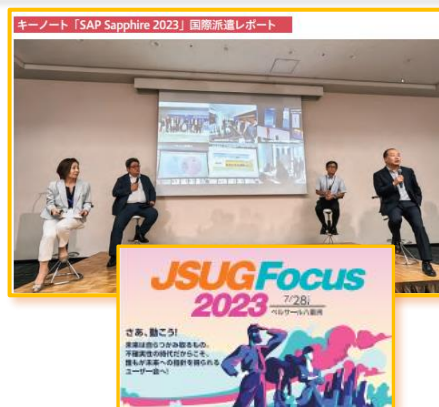 キーノート「SAP Sapphire 2023」国際派遣レポート
JSUGFocus
2023
7/28
ベルサール八重洲
さあ、動こう!
未来は自らつかみ取るもの。
不確実性の時代だからこそ、
誰もが未来への指針を得られる
ユーザー会へ!